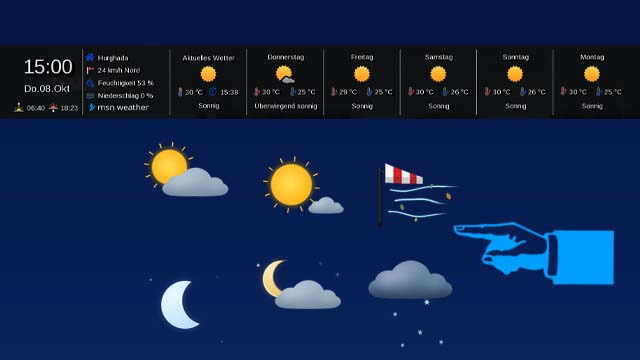 15:00
Do.08.Okt
06:40 18:23
Hurghada
24 km/h Nord
Feuchtigkeit 53 %
Niederschlag 0 %
msn weather
Aktuelles Wetter
30 °C 15:38
Sonnig
Donnerstag
30 °C 25 °C
Überwiegend sonnig
Freitag
29 °C 25 °C
Sonnig
Samstag
30 °C 26 °C
Sonnig
Sonntag
30 °C 26 °C
Sonnig
Montag
30 °C 25 °C
Sonnig